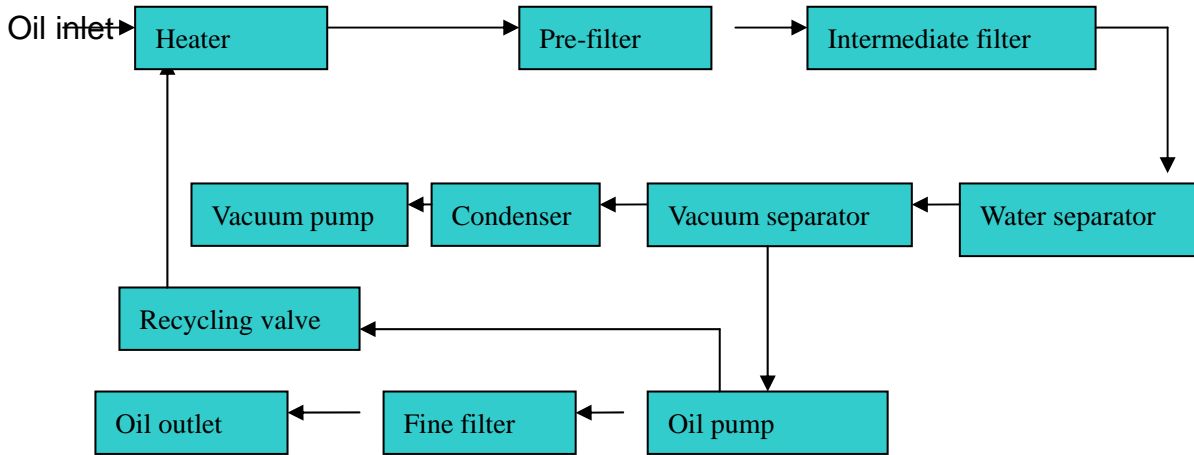 Oil inlet
Heater
Pre-filter
Intermediate filter
Vacuum pump
Condenser
Vacuum separator
Water separator
Recycling valve
Oil outlet
Fine filter
Oil pump